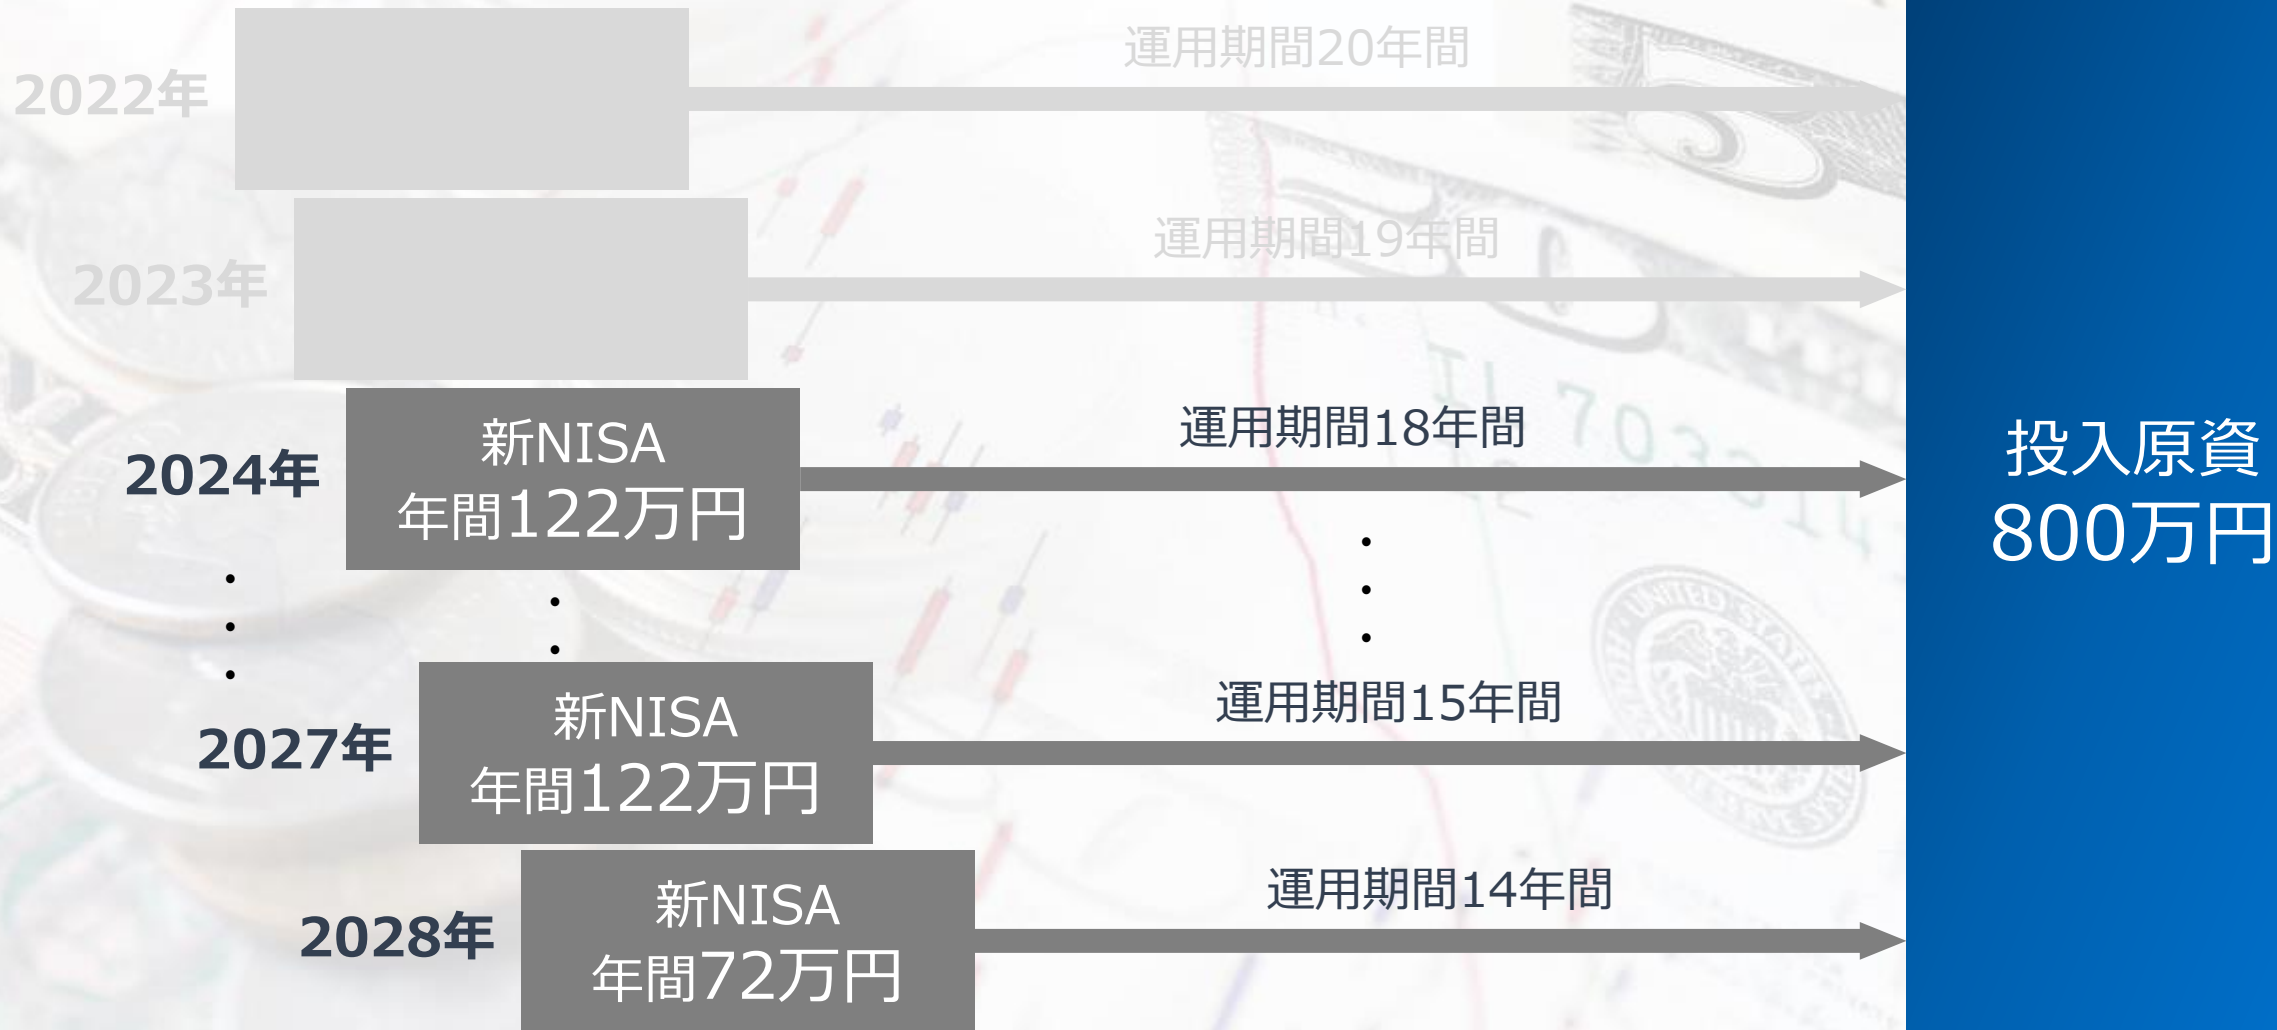 運用期間20年間
2022年
運用期間19年間
2023年
運用期間18年間
2024年
新NISA
年間122万円
投入原資
800万円
運用期間15年間
2027年
新NISA
年間122万円
運用期間14年間
2028年
新NISA
年間72万円